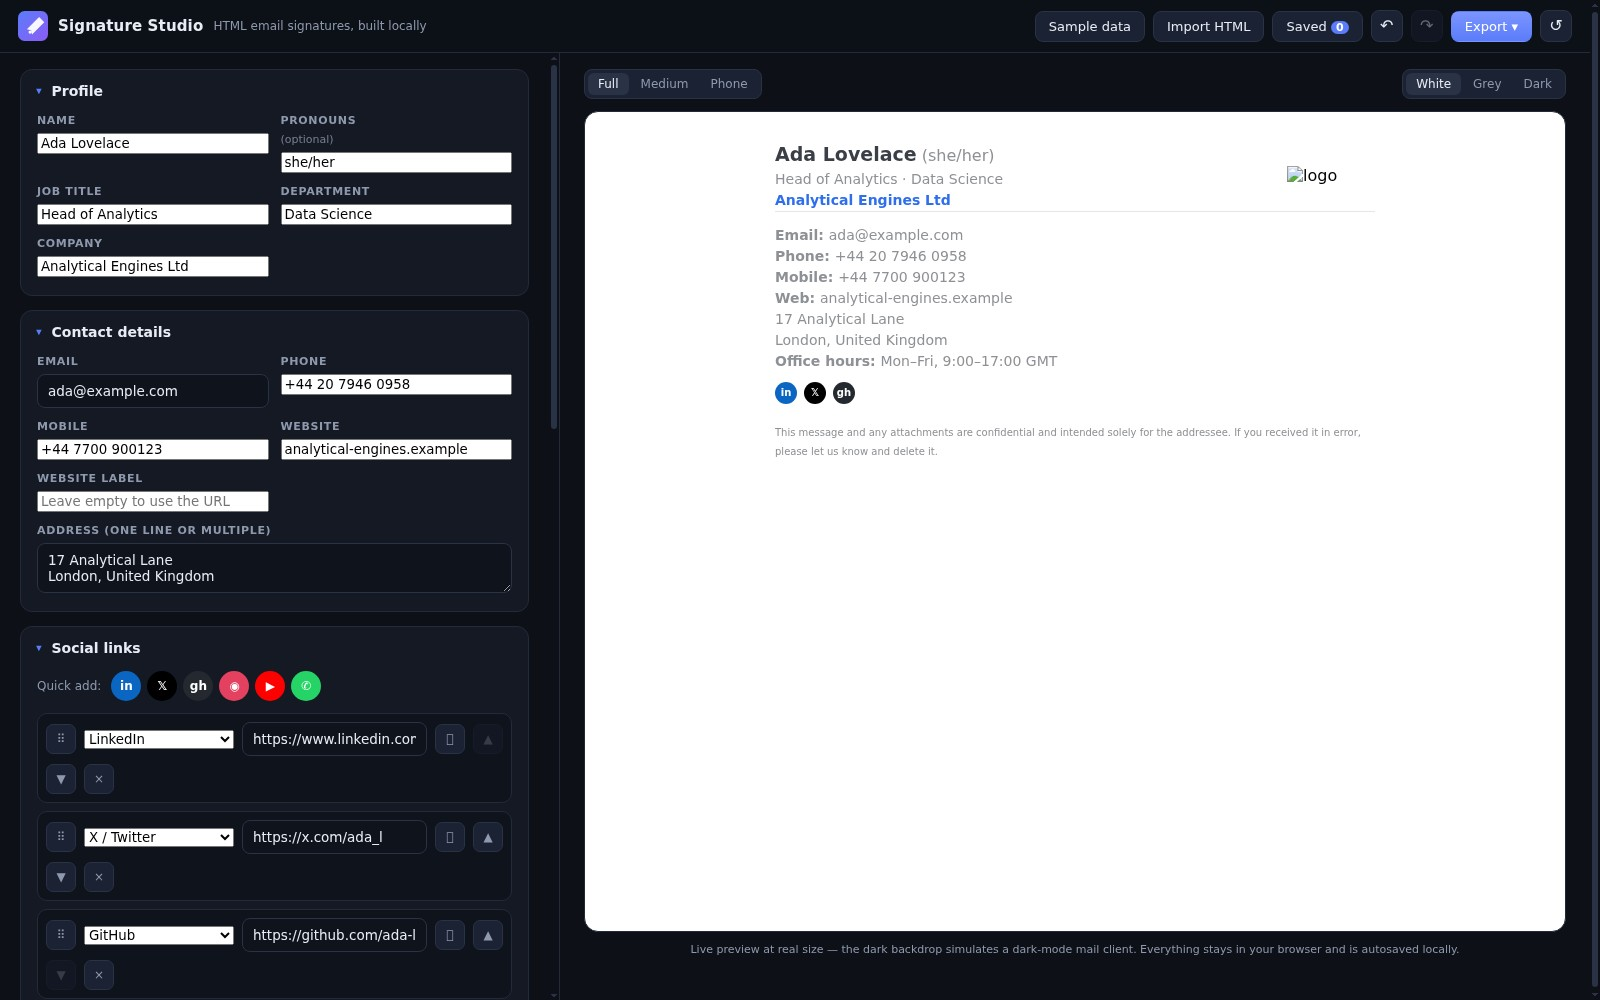 Signature Studio HTML email signatures, built locally
Sample data Import HTML Saved 0 ↶ ↷ Export ▾ ↺
▾ Profile
NAME
Ada Lovelace
PRONOUNS
(optional)
she/her
JOB TITLE
Head of Analytics
DEPARTMENT
Data Science
COMPANY
Analytical Engines Ltd
▾ Contact details
EMAIL
ada@example.com
PHONE
+44 20 7946 0958
MOBILE
+44 7700 900123
WEBSITE
analytical-engines.example
WEBSITE LABEL
Leave empty to use the URL
ADDRESS (ONE LINE OR MULTIPLE)
17 Analytical Lane
London, United Kingdom
▾ Social links
Quick add: in 𝕏 gh ◉ ▶ ✆
LinkedIn https://www.linkedin.cor ▲
▼ ×
X / Twitter https://x.com/ada_l ▲
▼ ×
GitHub https://github.com/ada-l ▲
▼ ×
Full Medium Phone
White Grey Dark
Ada Lovelace (she/her)
Head of Analytics · Data Science
Analytical Engines Ltd
logo
Email: ada@example.com
Phone: +44 20 7946 0958
Mobile: +44 7700 900123
Web: analytical-engines.example
17 Analytical Lane
London, United Kingdom
Office hours: Mon–Fri, 9:00–17:00 GMT
in 𝕏 gh
This message and any attachments are confidential and intended solely for the addressee. If you received it in error,
please let us know and delete it.
Live preview at real size — the dark backdrop simulates a dark-mode mail client. Everything stays in your browser and is autosaved locally.